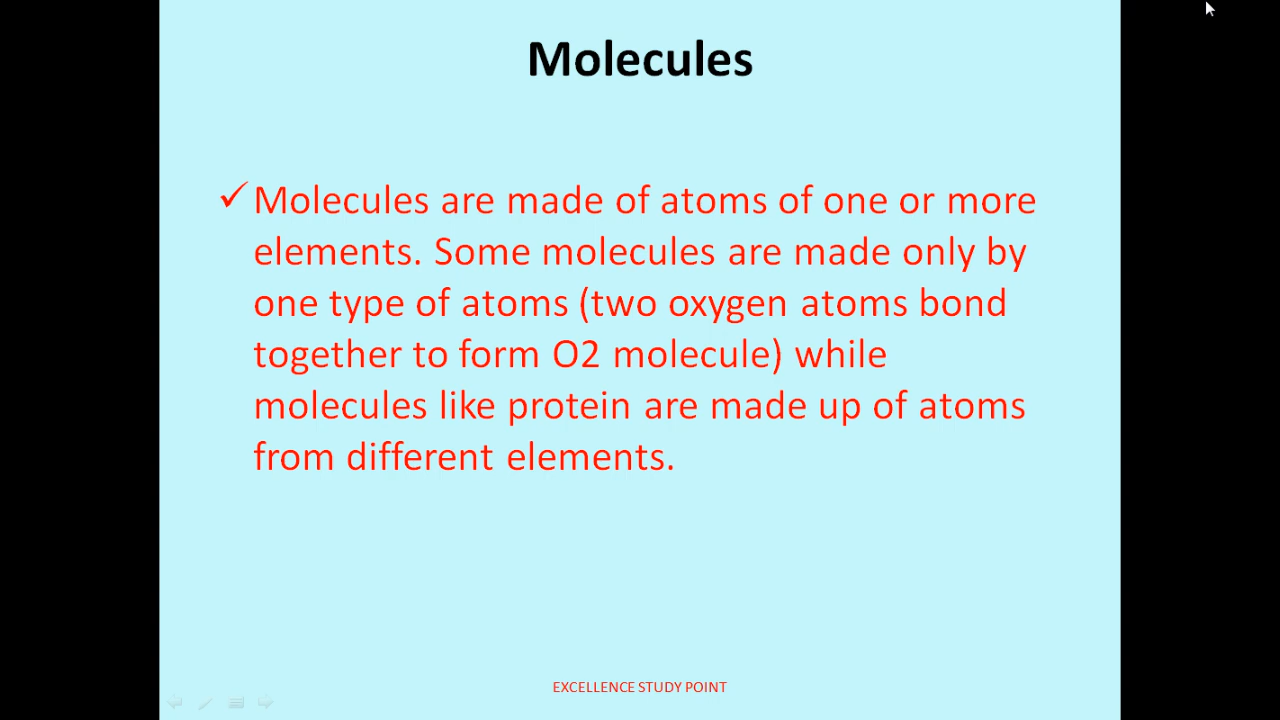 Molecules
✓ Molecules are made of atoms of one or more
elements. Some molecules are made only by
one type of atoms (two oxygen atoms bond
together to form O2 molecule) while
molecules like protein are made up of atoms
from different elements.
EXCELLENCE STUDY POINT